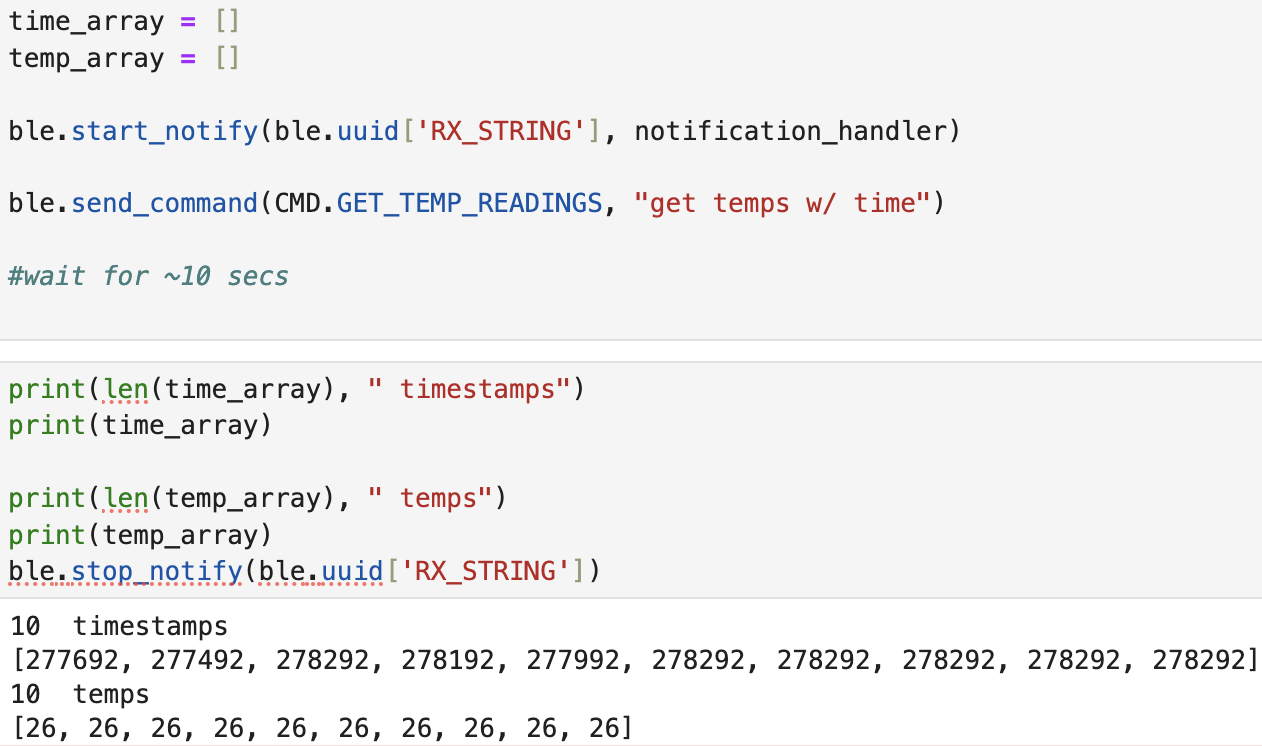 time_array = []
temp_array = []
ble.start_notify(ble.uuid['RX_STRING'], notification_handler)
ble.send_command(CMD.GET_TEMP_READINGS, "get temps w/ time")
#wait for ~10 secs
print(len(time_array), " timestamps")
print(time_array)
print(len(temp_array), " temps")
print(temp_array)
ble.stop_notify(ble.uuid['RX_STRING'])
10  timestamps
[277692, 277492, 278292, 278192, 277992, 278292, 278292, 278292, 278292, 278292]
10  temps
[26, 26, 26, 26, 26, 26, 26, 26, 26, 26]